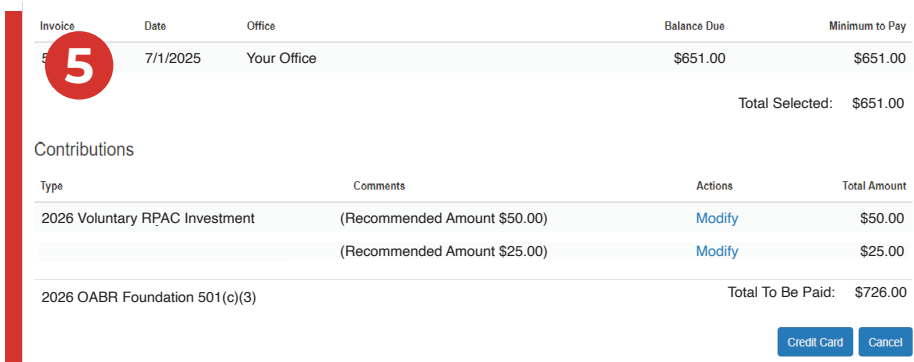 Invoice Date Office Balance Due Minimum to Pay
5 7/1/2025 Your Office $651.00 $651.00
Total Selected: $651.00
Contributions
Type Comments Actions Total Amount
2026 Voluntary RPAC Investment (Recommended Amount $50.00) Modify $50.00
(Recommended Amount $25.00) Modify $25.00
2026 OABR Foundation 501(c)(3) Total To Be Paid: $726.00
Credit Card Cancel